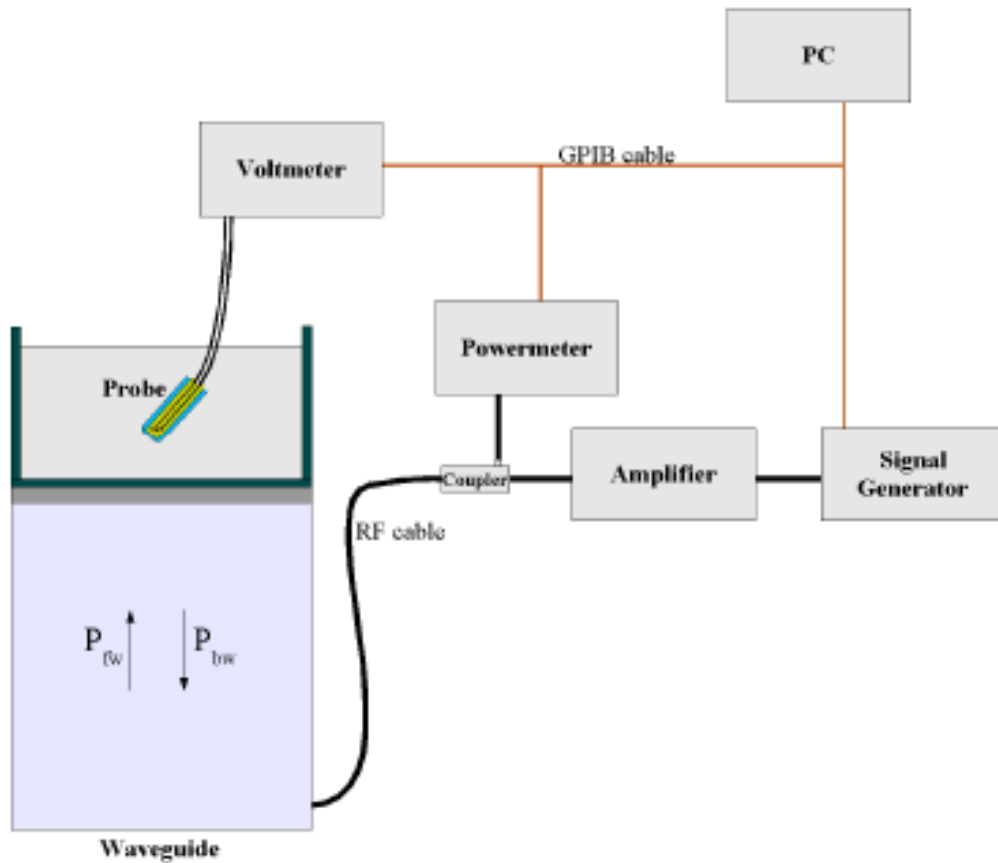 PC
Voltmeter
GPIB cable
Powermeter
Probe
Coupler
Amplifier
Signal
Generator
RF cable
P fw
P bw
Waveguide